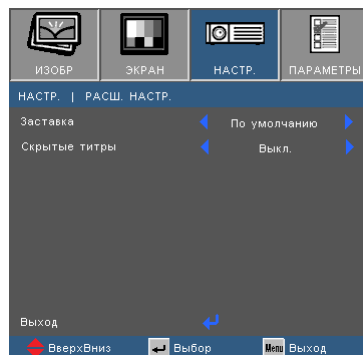 ИЗОБР ЭКРАН НАСТР. ПАРАМЕТРЫ
НАСТР. | РАСШ. НАСТР.
Заставка По умолчанию
Скрытые титры Выкл.
Выход
ВверхВниз Выбор Menu Выход